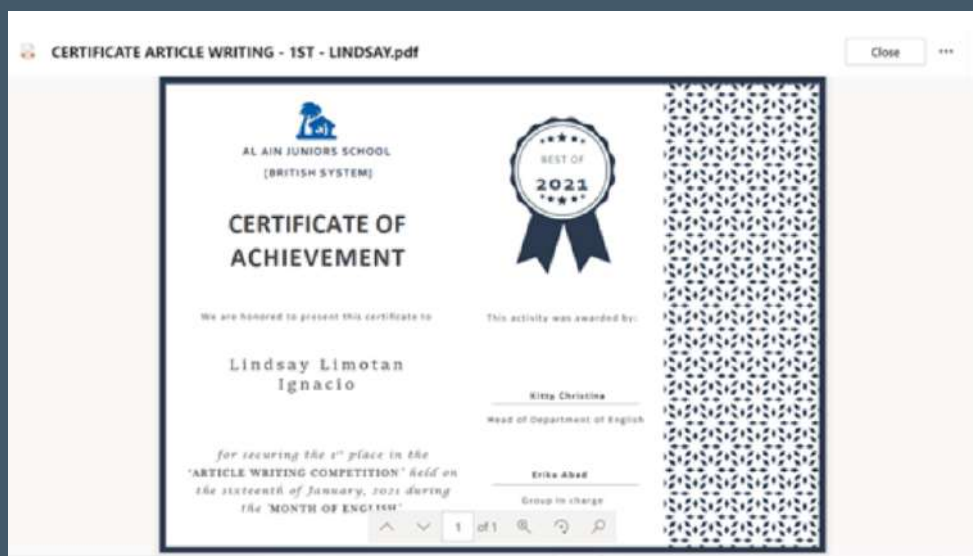 CERTIFICATE ARTICLE WRITING - 1ST - LINDSAY.pdf
Close
aj
AL AIN JUNIORS SCHOOL
[BRITISH SYSTEM]
CERTIFICATE OF
ACHIEVEMENT
We are honored to present this certificate to
Lindsay Limotan
Ignacio
for securing the 1st place in the
'ARTICLE WRITING COMPETITION' held on
the sixteenth of January, 2021 during
the 'MONTH OF ENGLISH'
BEST OF
2021
This activity was awarded by:
Kitty Christina
Head of Department of English
Erika Abad
Group in charge
1 of 1